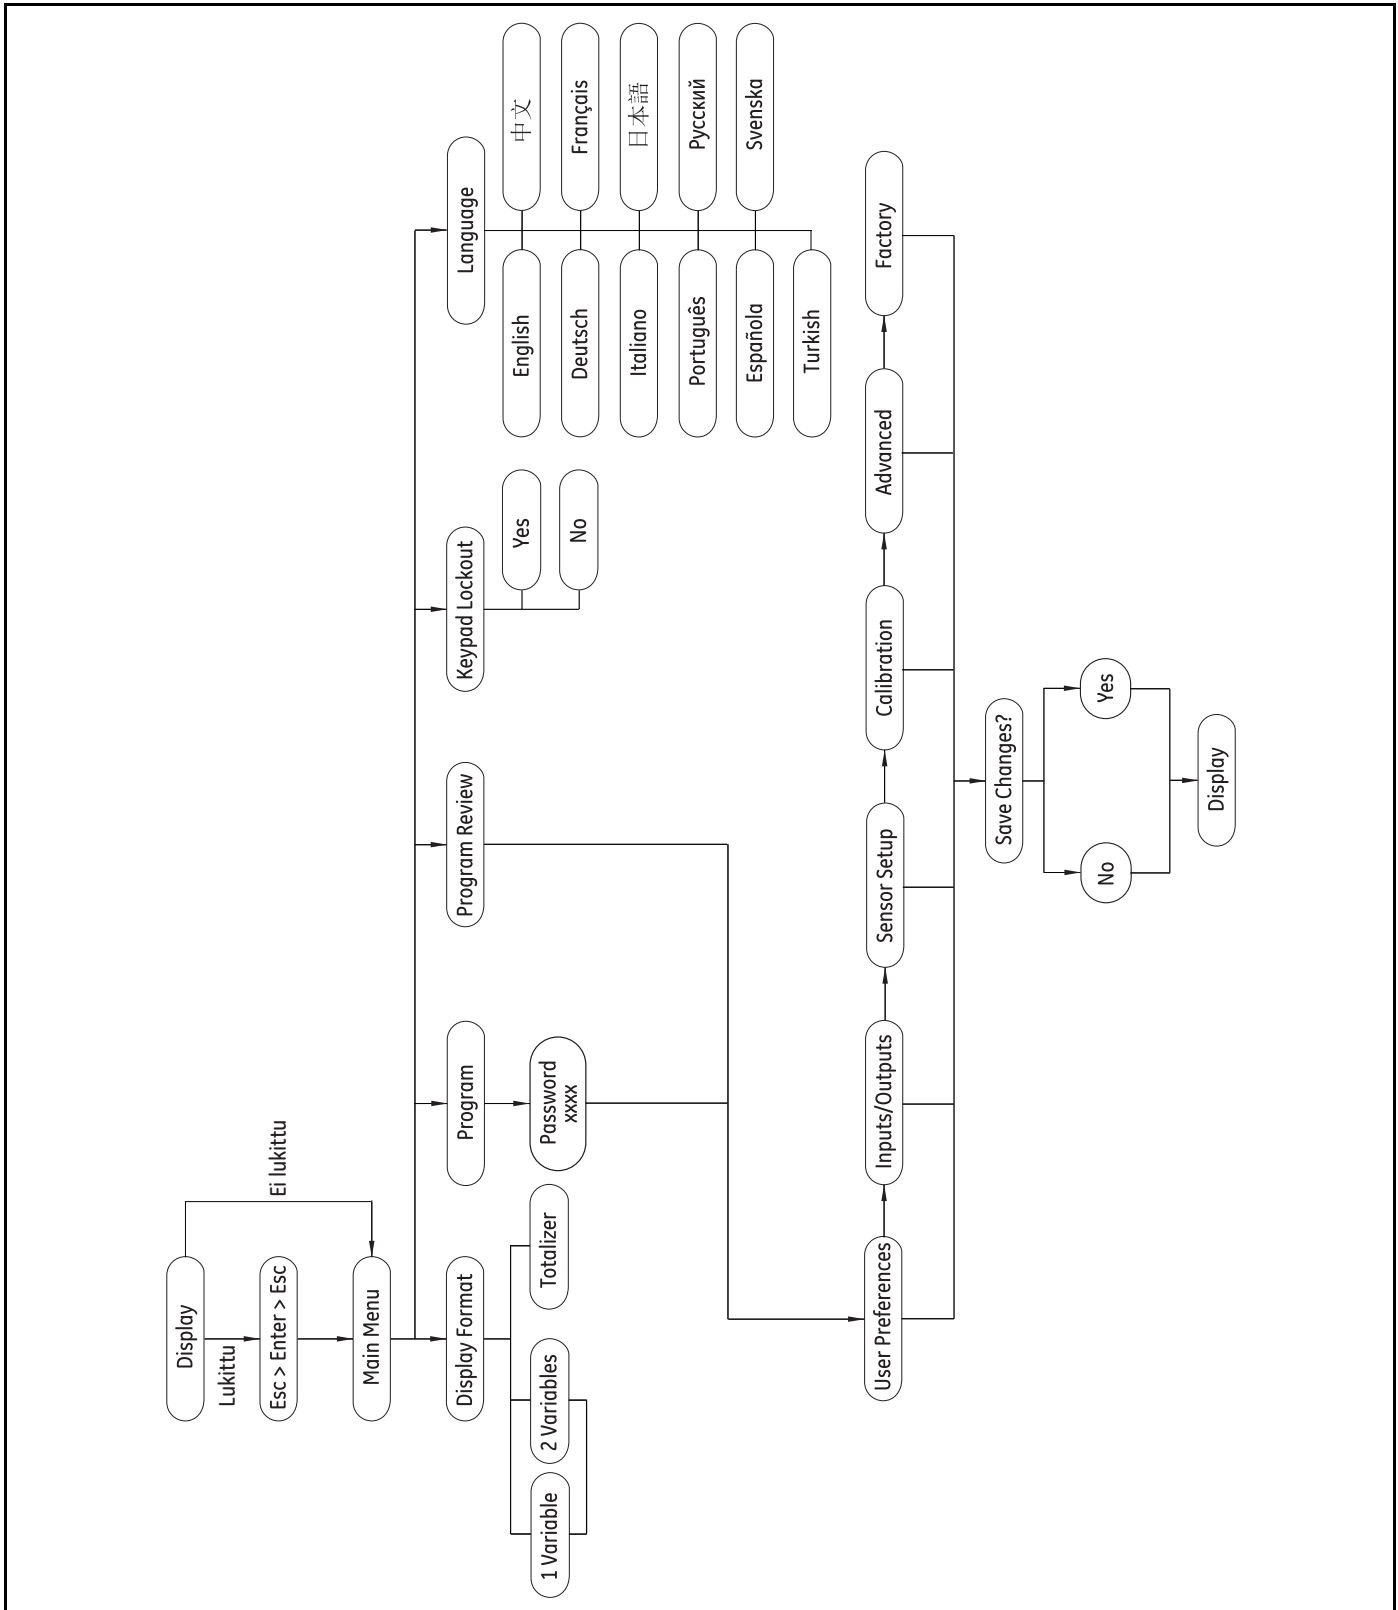 Display
Lukittu
Ei lukittu
Esc > Enter > Esc
Main Menu
Display Format
Program
Program Review
Keypad Lockout
Language
1 Variable
2 Variables
Totalizer
Password
xxxx
Yes
No
English
中文
Deutsch
Français
Italiano
日本語
Português
Русский
Española
Svenska
Turkish
User Preferences
Inputs/Outputs
Sensor Setup
Calibration
Advanced
Factory
Save Changes?
No
Yes
Display